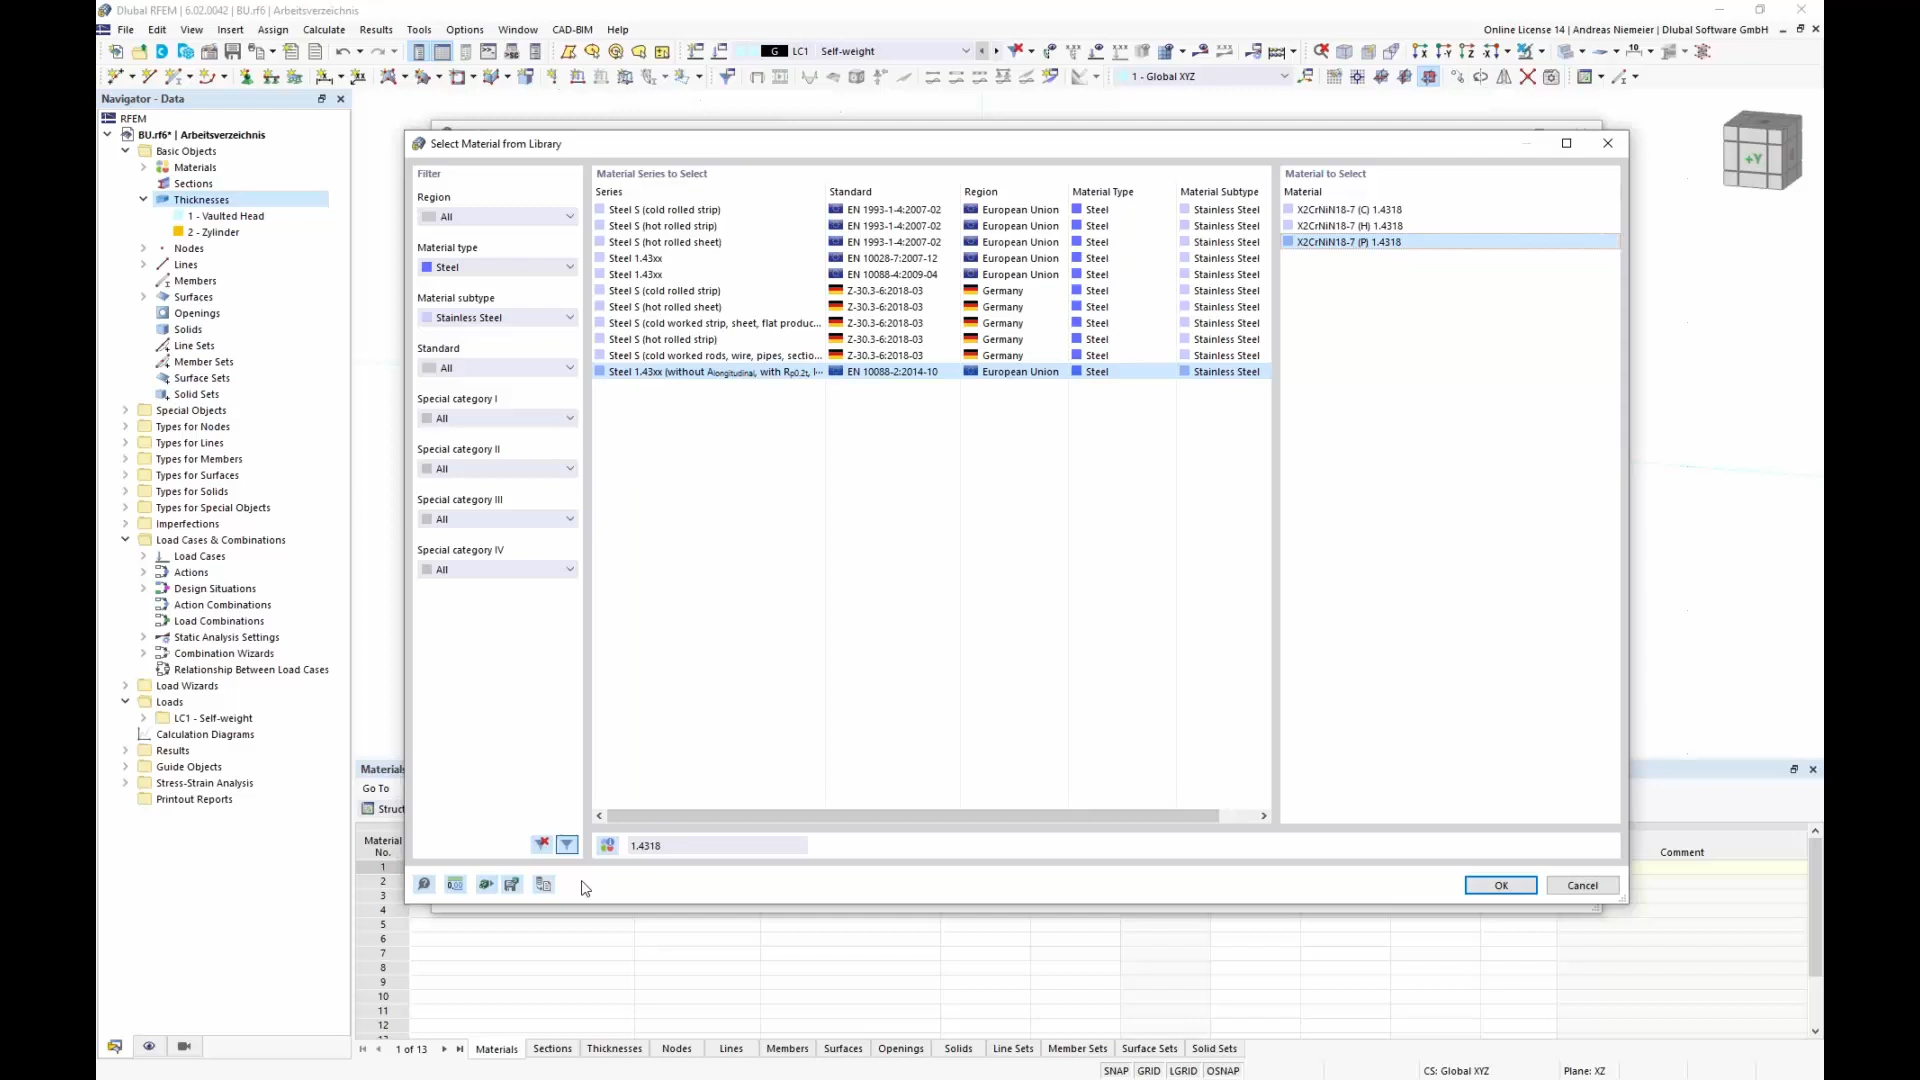 Dlubal RFEM | 6.02.0042 | BU.rf6 | Arbeitsverzeichnis
File Edit View Insert Assign Calculate Results Tools Options Window CAD-BIM Help
Online License 14 | Andreas Niemeier | Dlubal Software GmbH
G LC1 Self-weight
1 - Global XYZ
Navigator - Data
RFEM
BU.rf6* | Arbeitsverzeichnis
Basic Objects
Materials
Sections
Thicknesses
1 - Vaulted Head
2 - Zylinder
Nodes
Lines
Members
Surfaces
Openings
Solids
Line Sets
Member Sets
Surface Sets
Solid Sets
Special Objects
Types for Nodes
Types for Lines
Types for Members
Types for Surfaces
Types for Solids
Types for Special Objects
Imperfections
Load Cases & Combinations
Load Cases
Actions
Design Situations
Action Combinations
Load Combinations
Static Analysis Settings
Combination Wizards
Relationship Between Load Cases
Load Wizards
Loads
LC1 - Self-weight
Calculation Diagrams
Results
Guide Objects
Stress-Strain Analysis
Printout Reports
Select Material from Library
Filter
Region
All
Material type
Steel
Material subtype
Stainless Steel
Standard
All
Special category I
All
Special category II
All
Special category III
All
Special category IV
All
Material Series to Select
Series Standard Region Material Type Material Subtype
Steel S (cold rolled strip) EN 1993-1-4:2007-02 European Union Steel Stainless Steel
Steel S (hot rolled strip) EN 1993-1-4:2007-02 European Union Steel Stainless Steel
Steel S (hot rolled sheet) EN 1993-1-4:2007-02 European Union Steel Stainless Steel
Steel 1.43xx EN 10028-7:2007-12 European Union Steel Stainless Steel
Steel 1.43xx EN 10088-4:2009-04 European Union Steel Stainless Steel
Steel S (cold rolled strip) Z-30.3-6:2018-03 Germany Steel Stainless Steel
Steel S (hot rolled sheet) Z-30.3-6:2018-03 Germany Steel Stainless Steel
Steel S (cold worked strip, sheet, flat produc... Z-30.3-6:2018-03 Germany Steel Stainless Steel
Steel S (hot rolled strip) Z-30.3-6:2018-03 Germany Steel Stainless Steel
Steel S (cold worked rods, wire, pipes, sectio... Z-30.3-6:2018-03 Germany Steel Stainless Steel
Steel 1.43xx (without Alongitudinal, with Rp0.2t, l... EN 10088-2:2014-10 European Union Steel Stainless Steel
1.4318
Material to Select
Material
X2CrNiN18-7 (C) 1.4318
X2CrNiN18-7 (H) 1.4318
X2CrNiN18-7 (P) 1.4318
OK Cancel
+Y
Materials
Go To
Struct
Material
No.
Comment
1
2
3
4
5
6
7
8
9
10
11
12
1 of 13 Materials Sections Thicknesses Nodes Lines Members Surfaces Openings Solids Line Sets Member Sets Surface Sets Solid Sets
SNAP GRID LGRID OSNAP CS: Global XYZ Plane: XZ